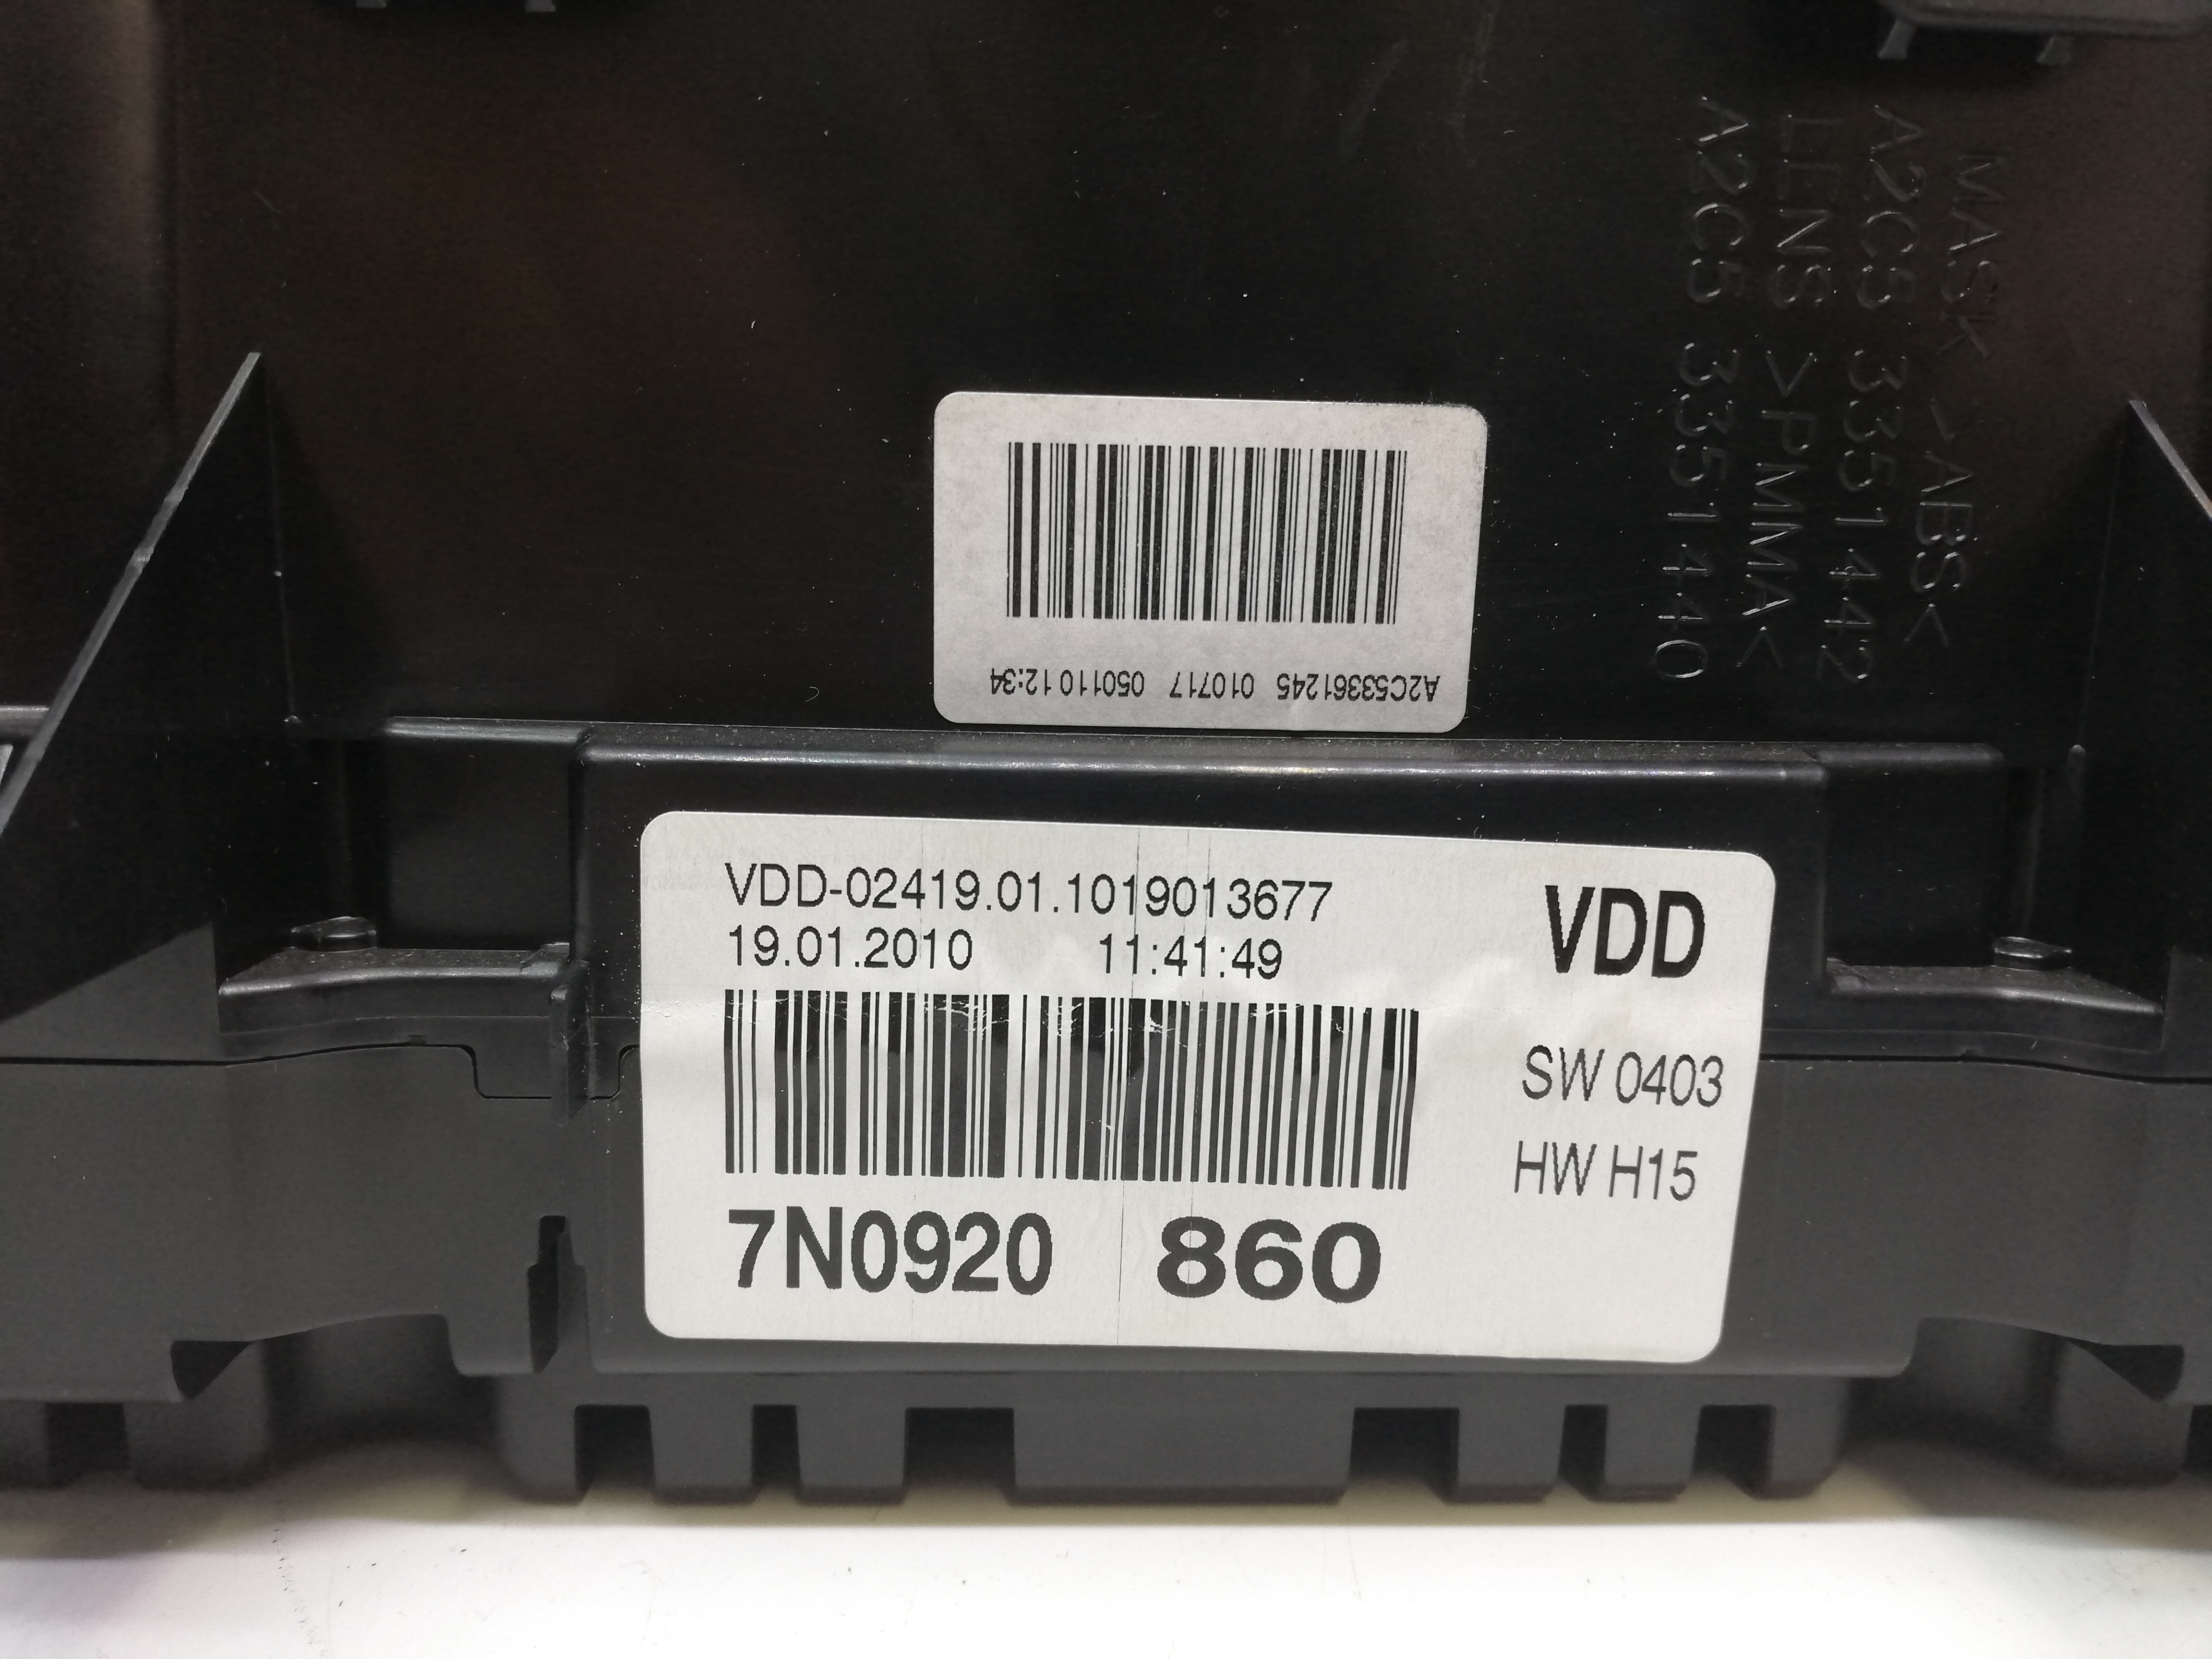 MASK >ABS<
A2C5 3351442
LENS >PMMA<
A2C5 3351440
A2C53361245 010717 050110 12:34
VDD-02419.01.1019013677
19.01.2010 11:41:49
VDD
SW 0403
HW H15
7N0920 860